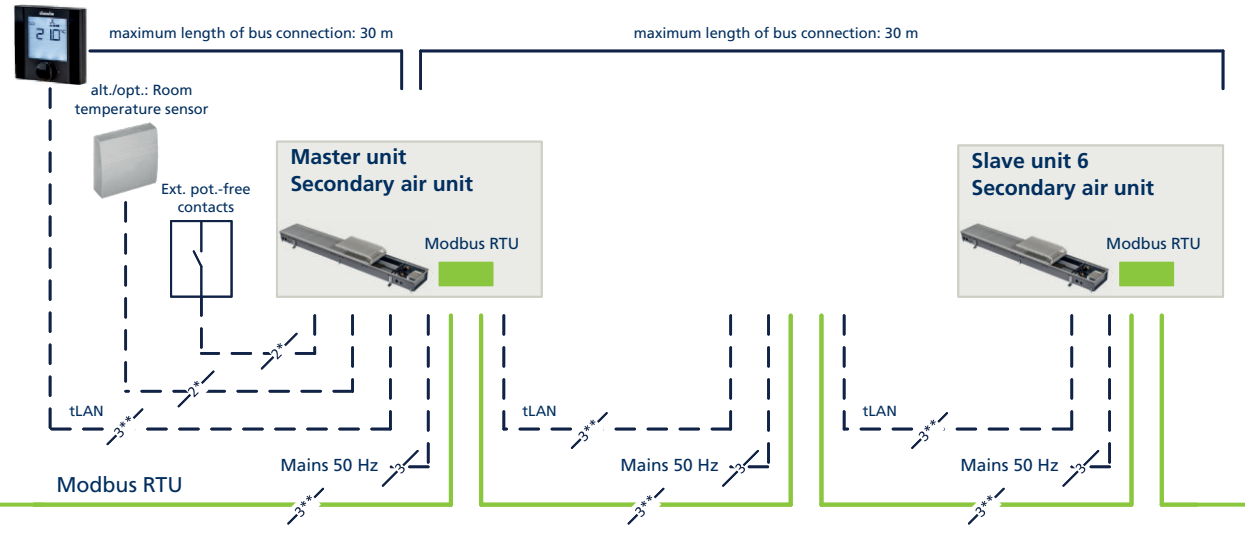 maximum length of bus connection: 30 m
maximum length of bus connection: 30 m
alt./opt.: Room
temperature sensor
Ext. pot.-free
contacts
Master unit
Secondary air unit
Modbus RTU
Slave unit 6
Secondary air unit
Modbus RTU
2*
2*
tLAN
3**
tLAN
3**
tLAN
3**
Mains 50 Hz
3
Mains 50 Hz
3
Mains 50 Hz
3
Modbus RTU
3**
3**
3**